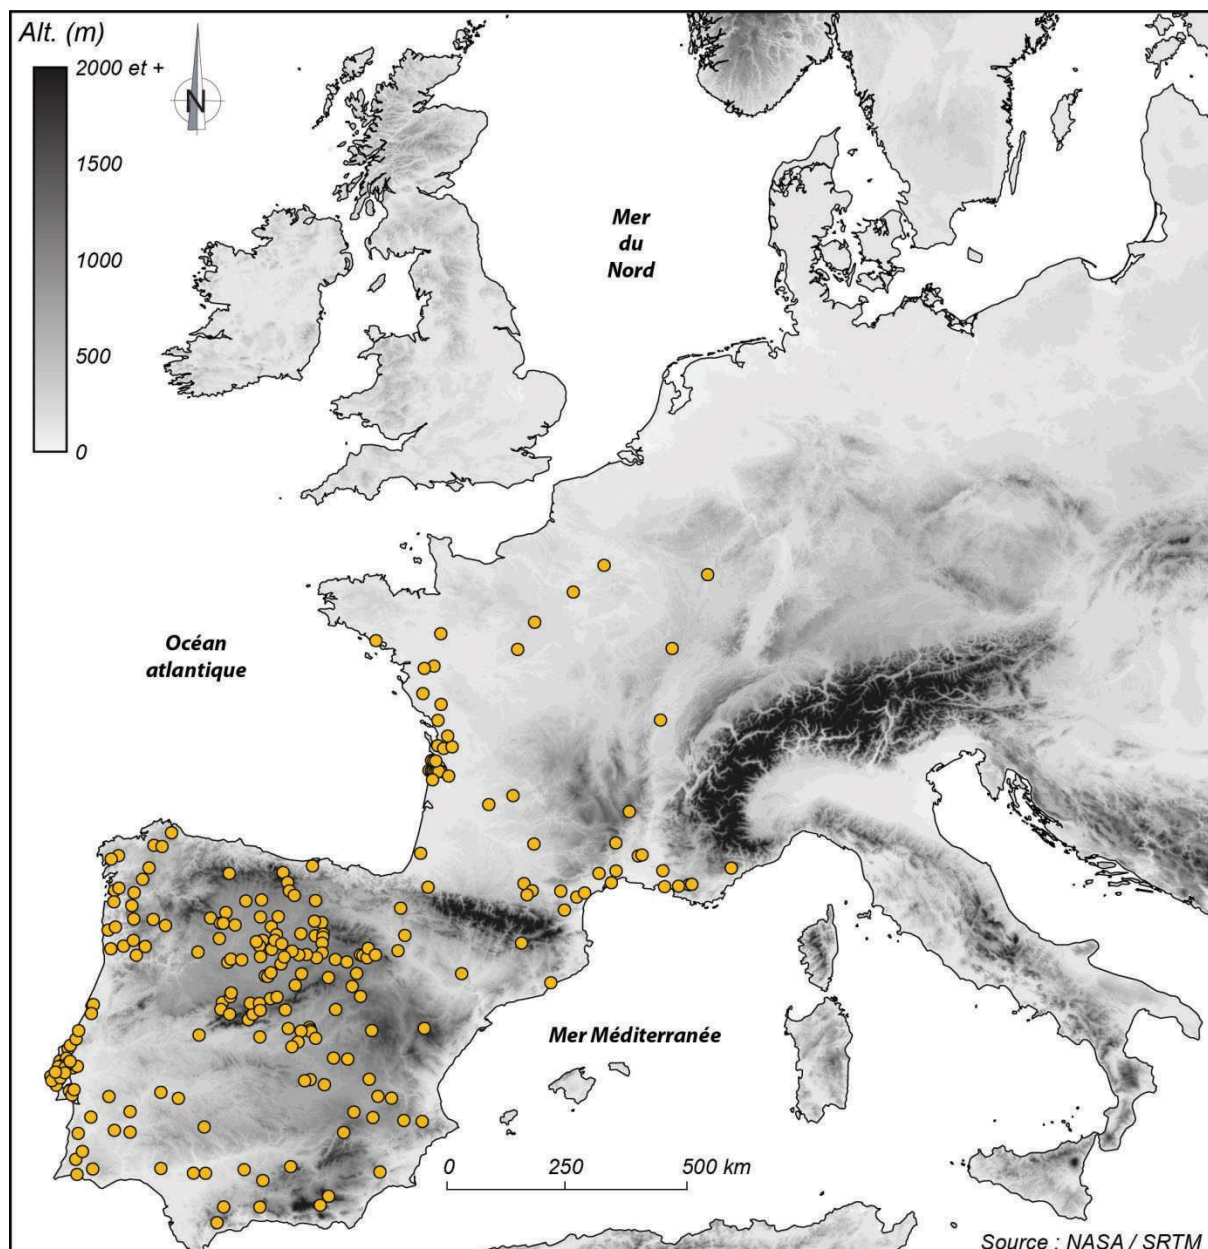 Alt. (m)
2000 et +
N
1500
1000
500
0
Mer
du
Nord
Océan
atlantique
Mer Méditerranée
0 250 500 km
Source : NASA / SRTM